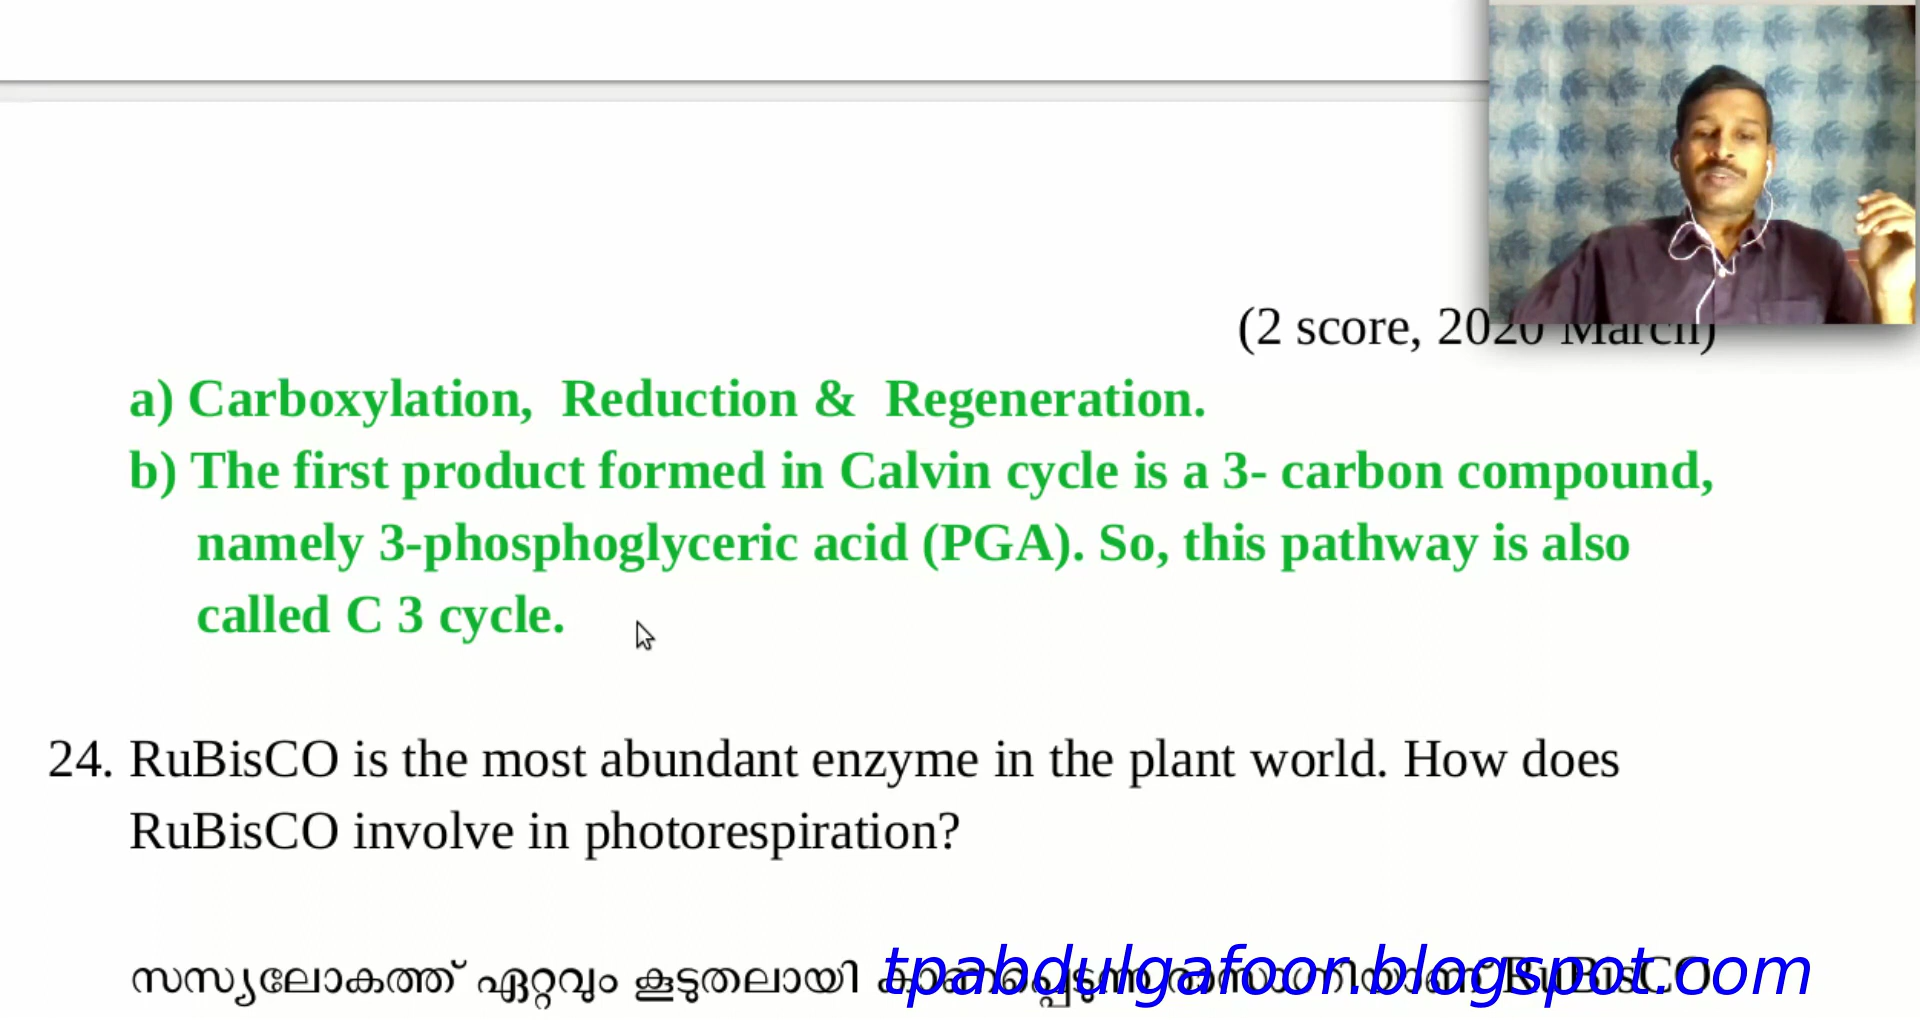 (2 score, 2020 March)
a) Carboxylation, Reduction & Regeneration.
b) The first product formed in Calvin cycle is a 3- carbon compound,
namely 3-phosphoglyceric acid (PGA). So, this pathway is also
called C 3 cycle.
24. RuBisCO is the most abundant enzyme in the plant world. How does
RuBisCO involve in photorespiration?
സസ്യലോകത്ത് ഏറ്റവും കൂടുതലായി കാണപ്പെടുന്ന രാസാഗ്നിയാണ് RuBisCO
tpabdulgafoor.blogspot.com